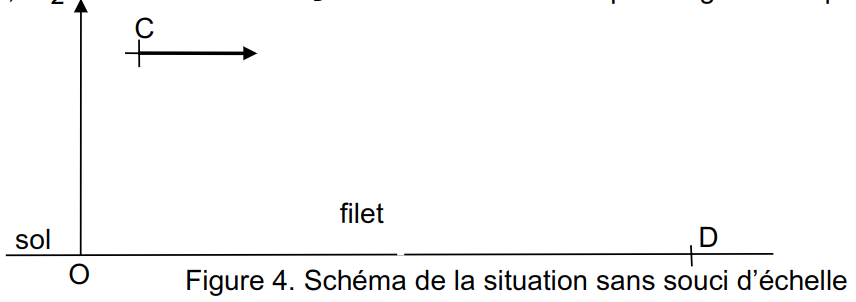 C
filet
sol
D
O
Figure 4. Schéma de la situation sans souci d'échelle